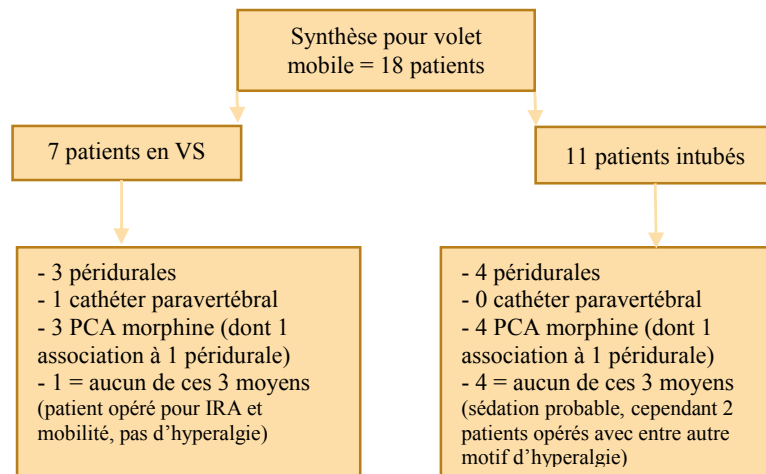 Synthèse pour volet
mobile = 18 patients
7 patients en VS
11 patients intubés
- 3 péridurales
- 1 cathéter paravertébral
- 3 PCA morphine (dont 1
association à 1 péridurale)
- 1 = aucun de ces 3 moyens
(patient opéré pour IRA et
mobilité, pas d’hyperalgie)
- 4 péridurales
- 0 cathéter paravertébral
- 4 PCA morphine (dont 1
association à 1 péridurale)
- 4 = aucun de ces 3 moyens
(sédation probable, cependant 2
patients opérés avec entre autre
motif d’hyperalgie)